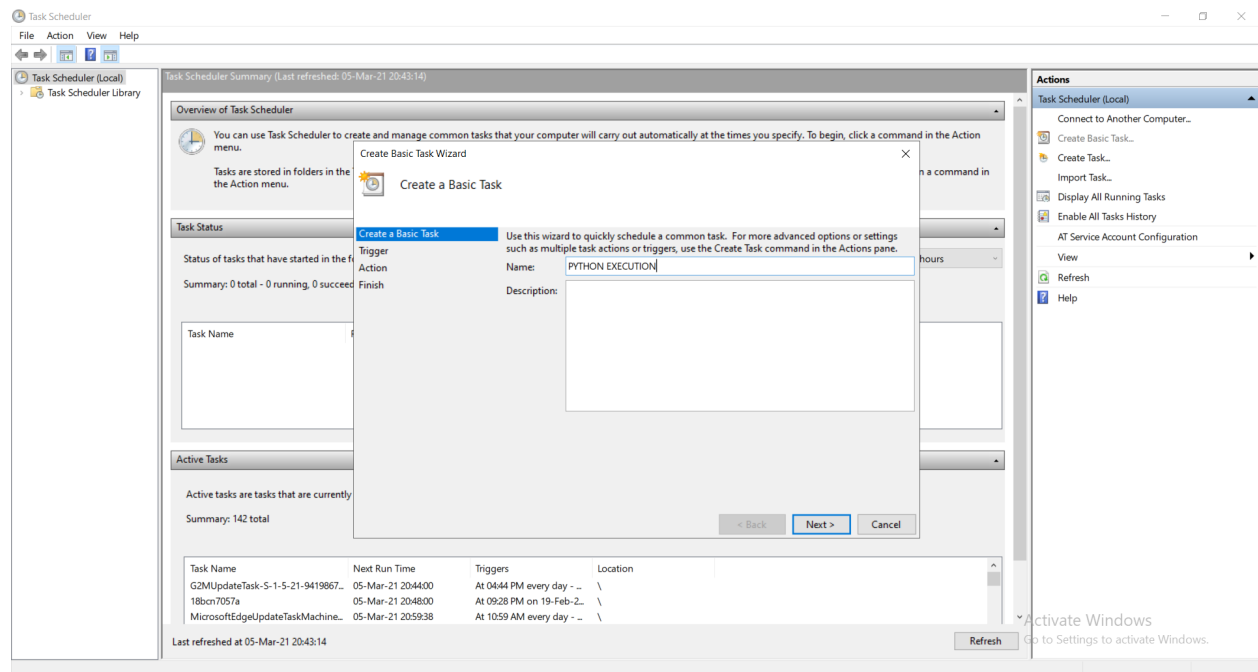 Task Scheduler
File Action View Help
Task Scheduler (Local)
Task Scheduler Library
Task Scheduler Summary (Last refreshed: 05-Mar-21 20:43:14)
Overview of Task Scheduler
You can use Task Scheduler to create and manage common tasks that your computer will carry out automatically at the times you specify. To begin, click a command in the Action
menu.
Tasks are stored in folders in the
n a command in
the Action menu.
Task Status
Status of tasks that have started in the f
hours
Summary: 0 total - 0 running, 0 succeed
Task Name
Active Tasks
Active tasks are tasks that are currently
Summary: 142 total
Task Name Next Run Time Triggers Location
G2MUpdateTask-S-1-5-21-9419867... 05-Mar-21 20:44:00 At 04:44 PM every day - ... \
18bcn7057a 05-Mar-21 20:48:00 At 09:28 PM on 19-Feb-2... \
MicrosoftEdgeUpdateTaskMachine... 05-Mar-21 20:59:38 At 10:59 AM every day - ... \
Last refreshed at 05-Mar-21 20:43:14
Refresh
Create Basic Task Wizard
Create a Basic Task
Create a Basic Task
Trigger
Action
Finish
Use this wizard to quickly schedule a common task. For more advanced options or settings
such as multiple task actions or triggers, use the Create Task command in the Actions pane.
Name: PYTHON EXECUTION
Description:
< Back Next > Cancel
Actions
Task Scheduler (Local)
Connect to Another Computer...
Create Basic Task...
Create Task...
Import Task...
Display All Running Tasks
Enable All Tasks History
AT Service Account Configuration
View
Refresh
Help
Activate Windows
Go to Settings to activate Windows.